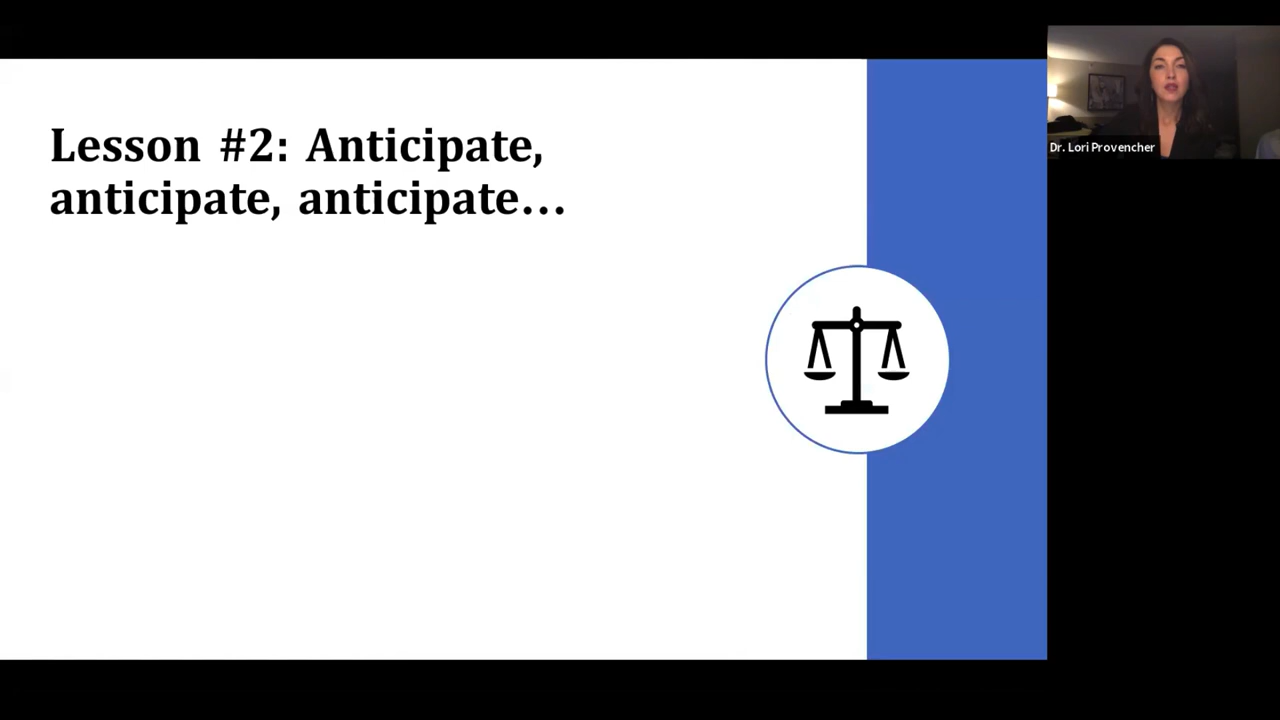 Lesson #2: Anticipate,
anticipate, anticipate…
Dr. Lori Provencher